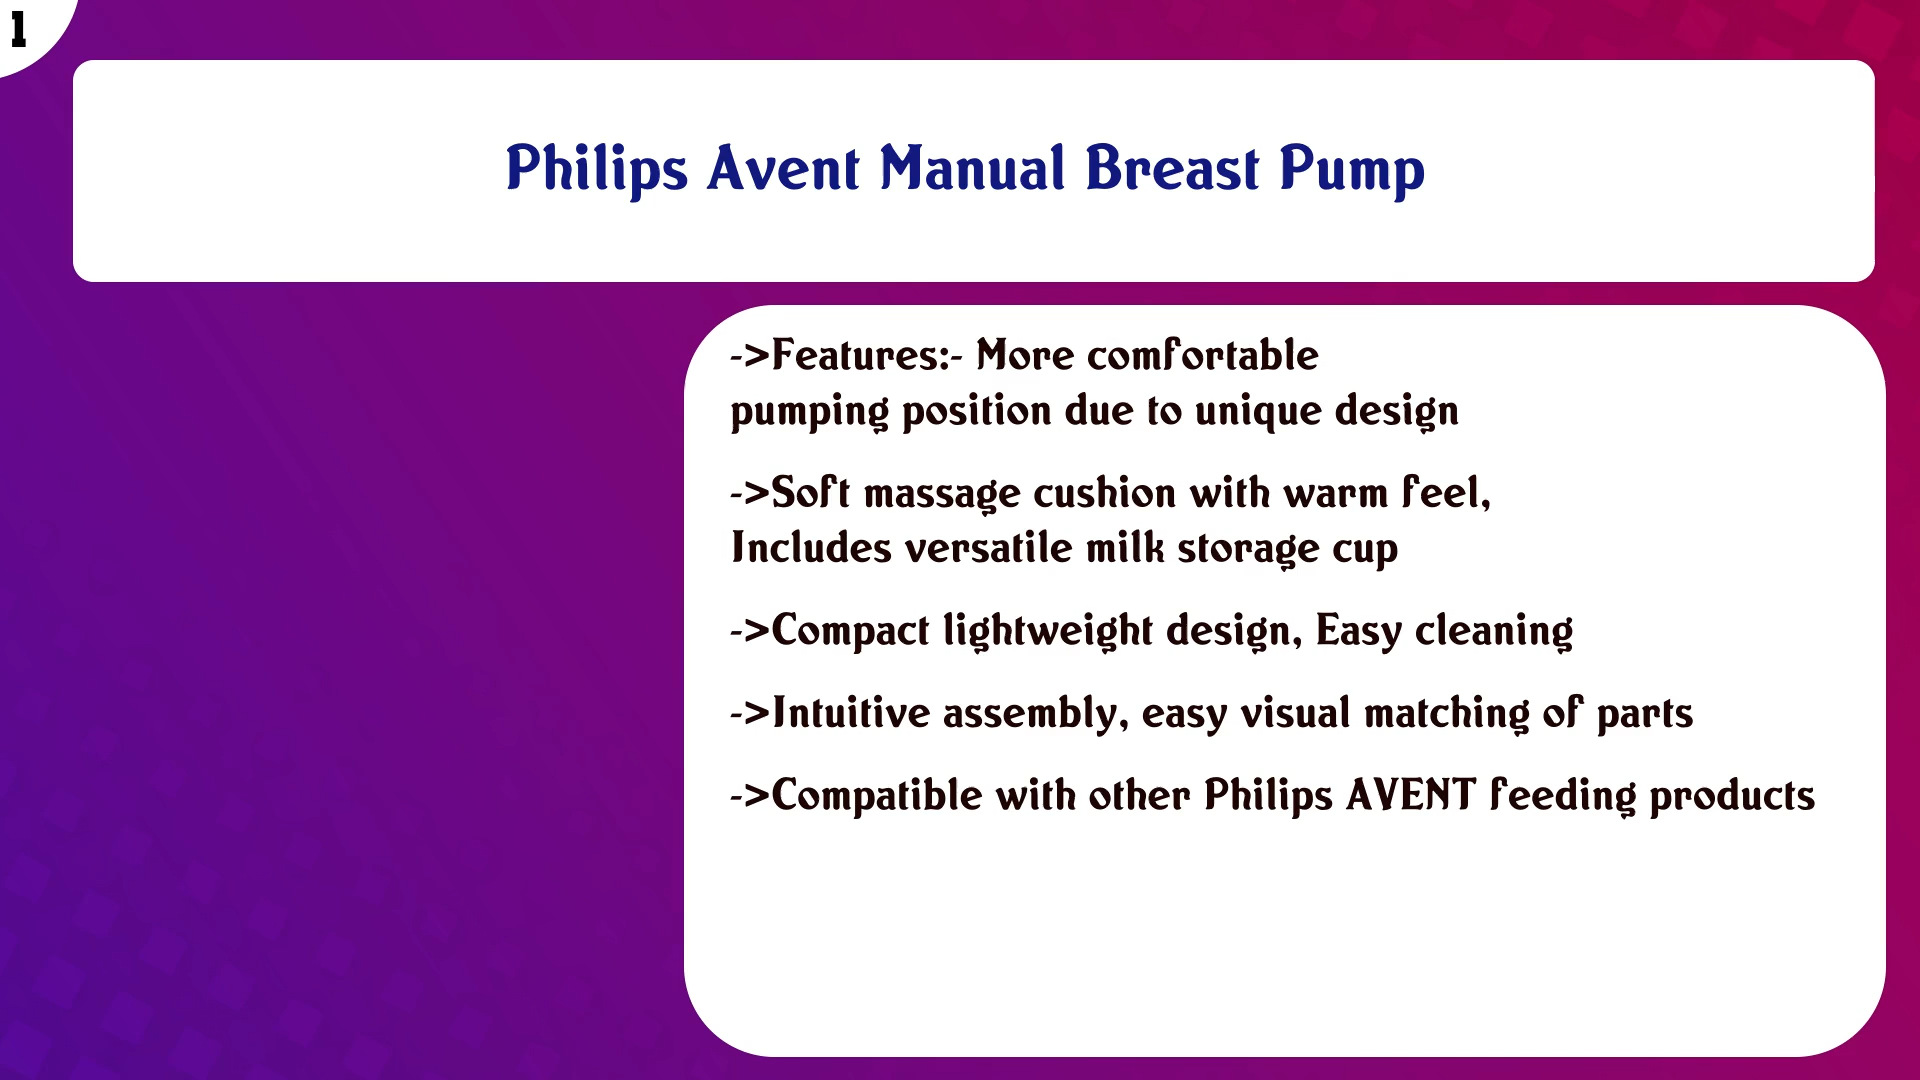 1
Philips Avent Manual Breast Pump
->Features:- More comfortable
pumping position due to unique design
->Soft massage cushion with warm feel,
Includes versatile milk storage cup
->Compact lightweight design, Easy cleaning
->Intuitive assembly, easy visual matching of parts
->Compatible with other Philips AVENT feeding products